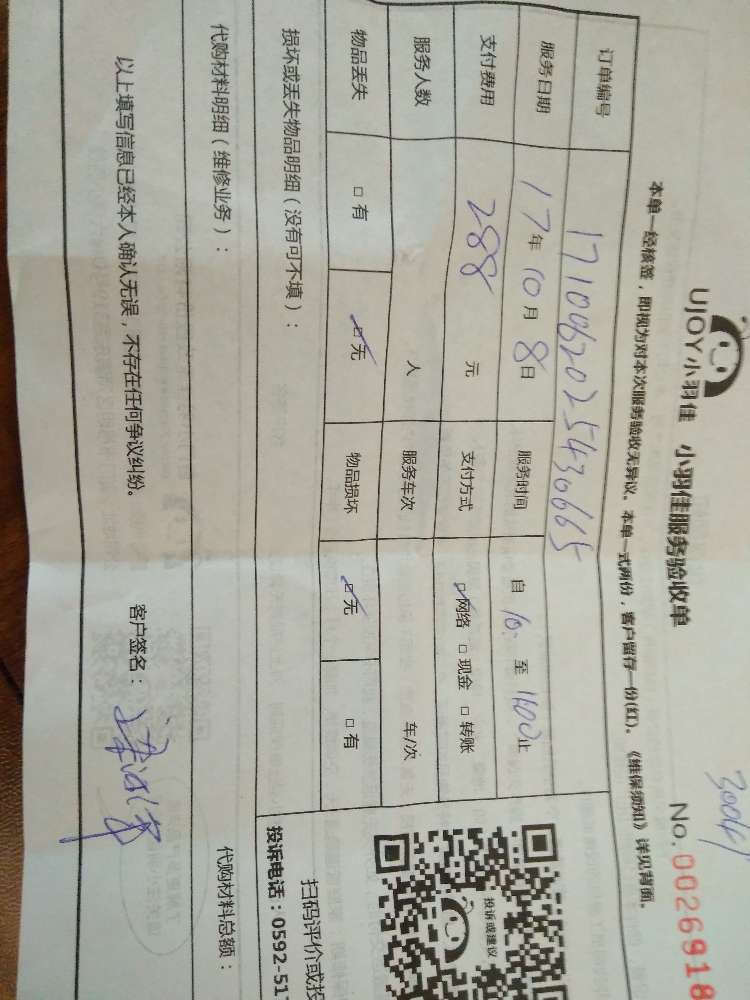 30041
UJOY小羽佳 小羽佳服务验收单 No.0026918
本单一经核签，即视为对本次服务验收无异议。本单一式两份，客户留存一份(红)。《维保须知》详见背面。
订单编号 1710062025430665
服务日期 17年10月8日 服务时间 自 10. 至 1400止
支付费用 288 元 支付方式 □网络 □现金 □转账
服务人数 人 服务车次 车/次
物品丢失 □有 □无 物品损坏 □无 □有
损坏或丢失物品明细（没有可不填）：
代购材料明细（维修业务）： 代购材料总额：
以上填写信息已经本人确认无误，不存在任何争议纠纷。 客户签名：
投诉或建议
扫码评价或投
投诉电话：0592-517